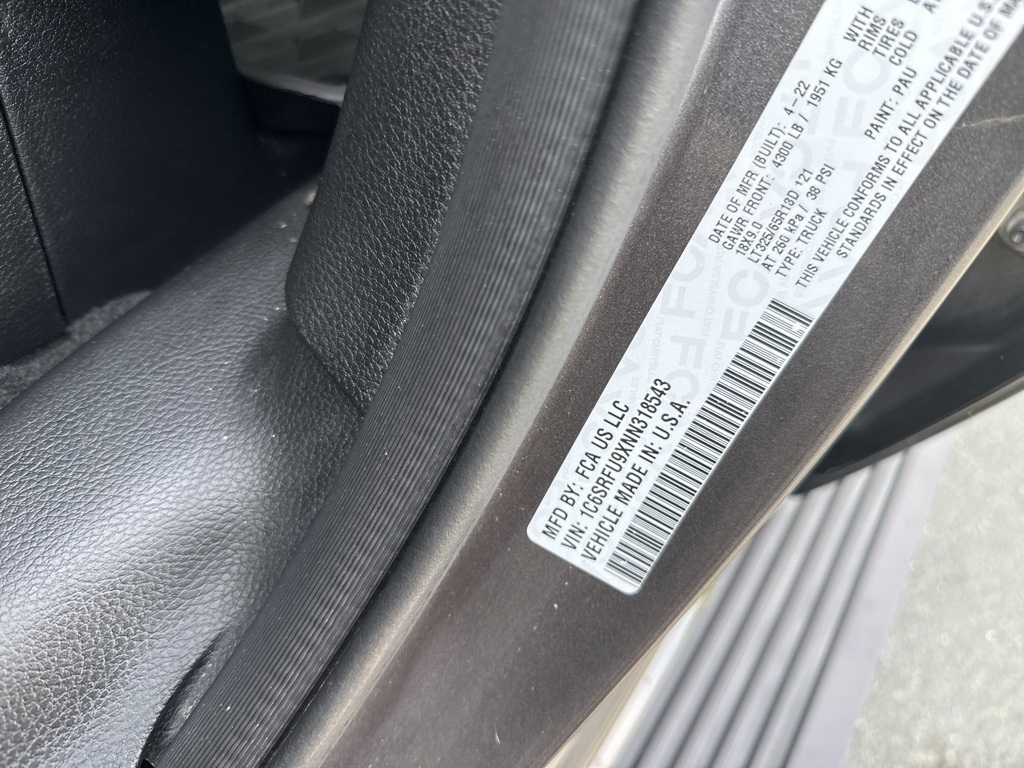 MFD BY: FCA US LLC
DATE OF MFR (BUILT): 4-22
VIN: 1C6SRFU9XNN318543
GAWR FRONT: 4300 LB / 1951 KG WITH
VEHICLE MADE IN: U.S.A.
18X9.0 RIMS
LT325/65R18D 121 TIRES
AT 260 kPa / 38 PSI COLD
TYPE: TRUCK PAINT: PAU
THIS VEHICLE CONFORMS TO ALL APPLICABLE U.S.A.
STANDARDS IN EFFECT ON THE DATE OF MA